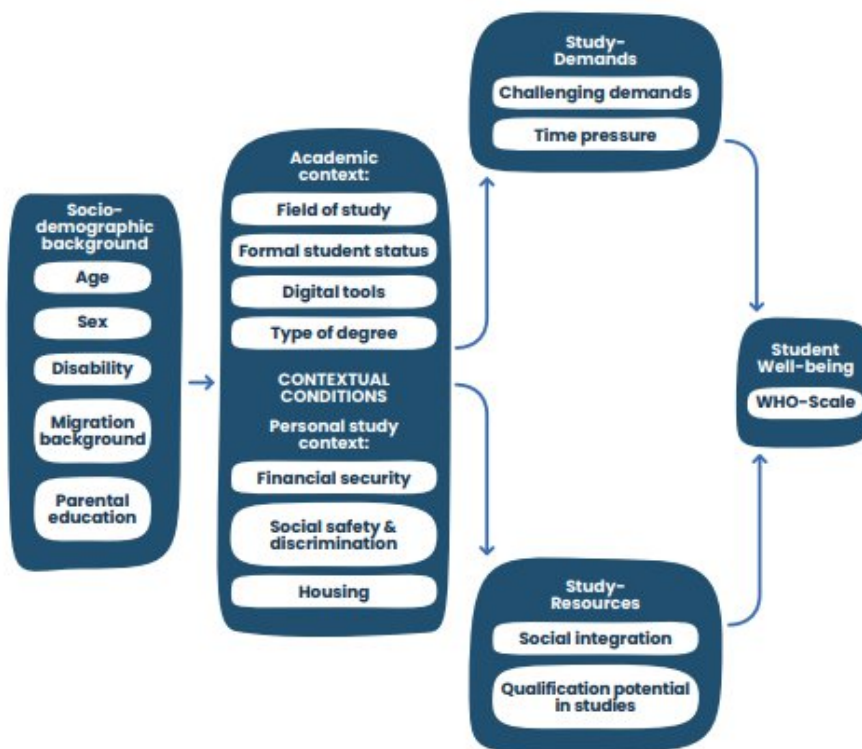 Socio-
demographic
background
Age
Sex
Disability
Migration
background
Parental
education
Academic
context:
Field of study
Formal student status
Digital tools
Type of degree
CONTEXTUAL
CONDITIONS
Personal study
context:
Financial security
Social safety &
discrimination
Housing
Study-
Demands
Challenging demands
Time pressure
Study-
Resources
Social integration
Qualification potential
in studies
Student
Well-being
WHO-Scale